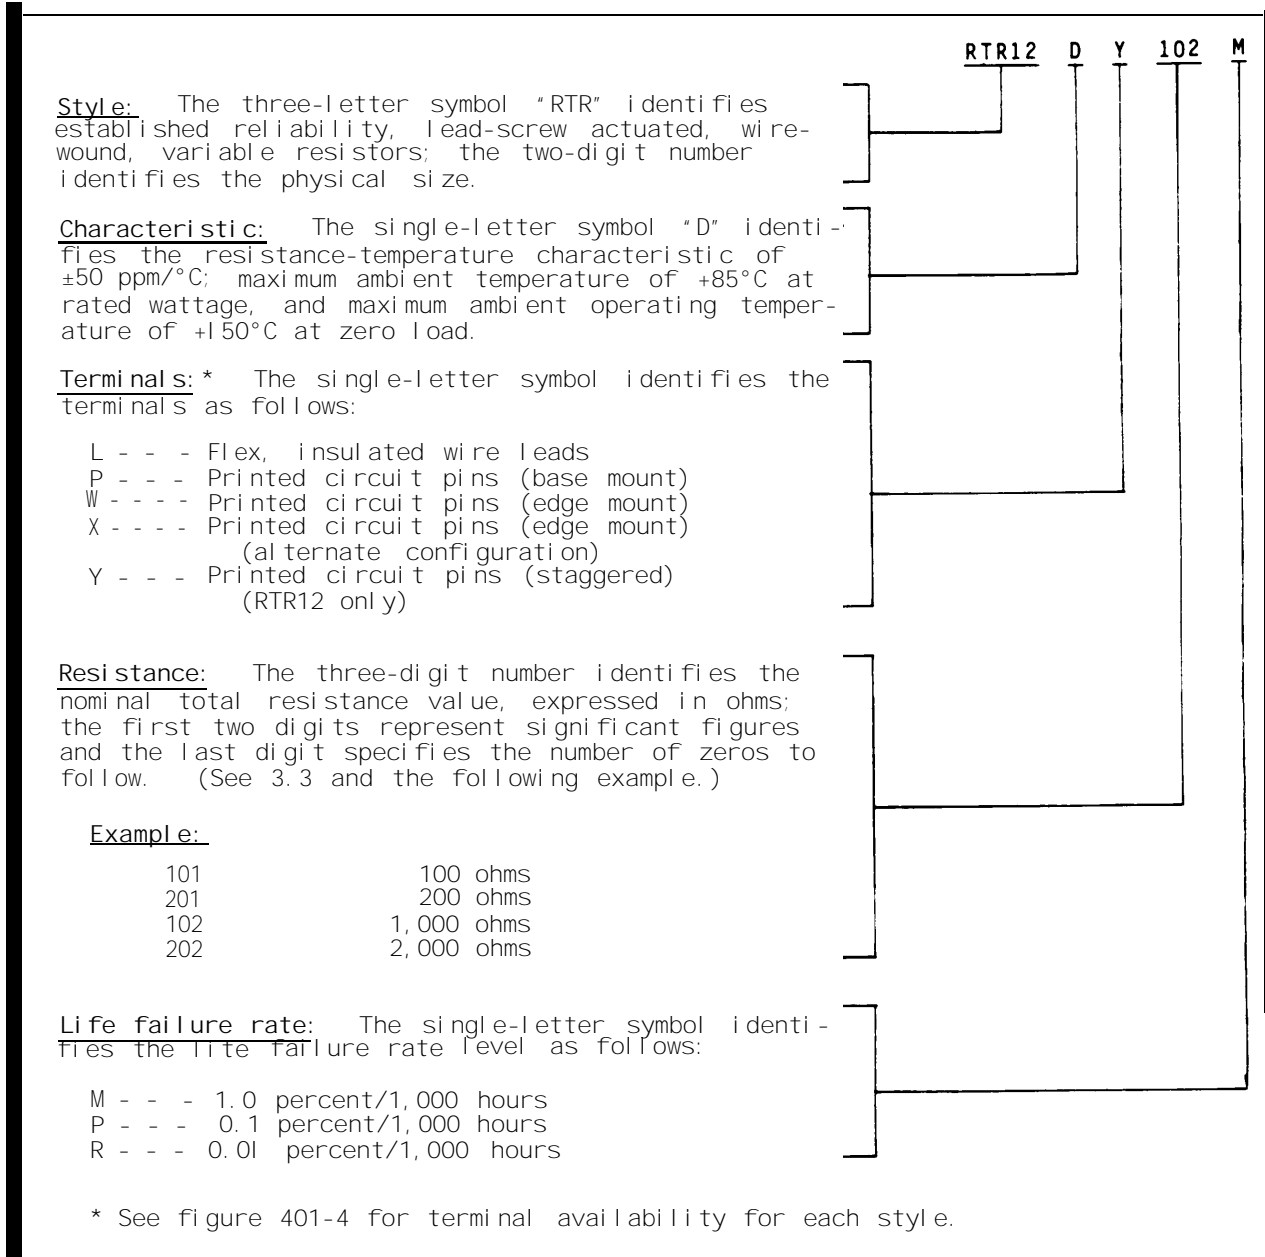 RTR12 D Y 102 M
Style: The three-letter symbol "RTR" identifies
established reliability, lead-screw actuated, wire-
wound, variable resistors; the two-digit number
identifies the physical size.
Characteristic: The single-letter symbol "D" identi-
fies the resistance-temperature characteristic of
±50 ppm/°C; maximum ambient temperature of +85°C at
rated wattage, and maximum ambient operating temper-
ature of +l50°C at zero load.
Terminals:* The single-letter symbol identifies the
terminals as follows:
L - - - Flex, insulated wire leads
P - - - Printed circuit pins (base mount)
W - - - - Printed circuit pins (edge mount)
X - - - - Printed circuit pins (edge mount)
(alternate configuration)
Y - - - Printed circuit pins (staggered)
(RTR12 only)
Resistance: The three-digit number identifies the
nominal total resistance value, expressed in ohms;
the first two digits represent significant figures
and the last digit specifies the number of zeros to
follow. (See 3.3 and the following example.)
Example:
101 100 ohms
201 200 ohms
102 1,000 ohms
202 2,000 ohms
Life failure rate: The single-letter symbol identi-
fies the lite failure rate level as follows:
M - - - 1.0 percent/1,000 hours
P - - - 0.1 percent/1,000 hours
R - - - 0.0l percent/1,000 hours
* See figure 401-4 for terminal availability for each style.